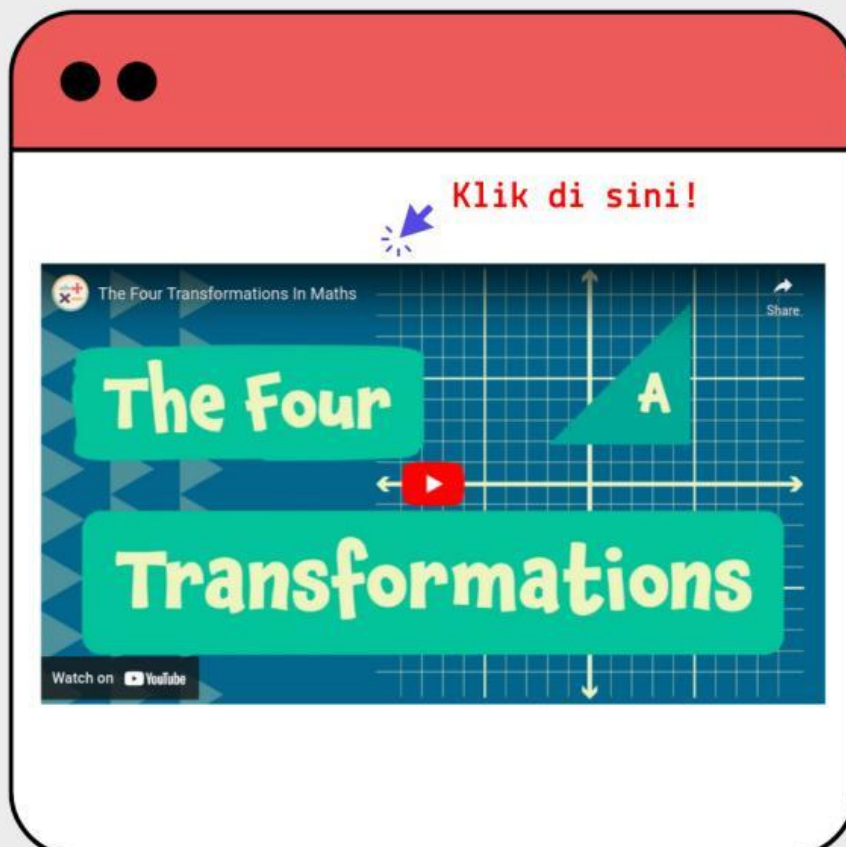 Klik di sini!
The Four Transformations In Maths
Share
The Four
A
Transformations
Watch on YouTube